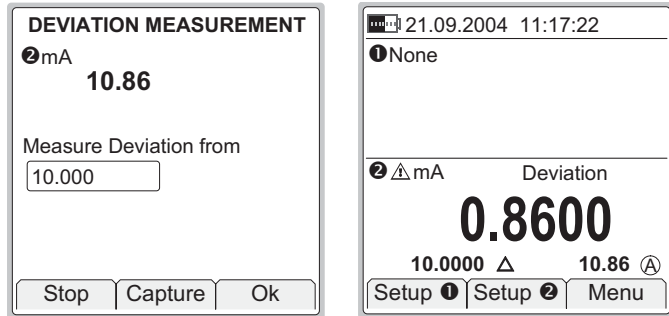 DEVIATION MEASUREMENT
❷mA
10.86
Measure Deviation from
10.000
Stop Capture Ok
21.09.2004 11:17:22
❶None
❷ ⚠ mA Deviation
0.8600
10.0000 Δ 10.86 Ⓐ
Setup ❶ Setup ❷ Menu